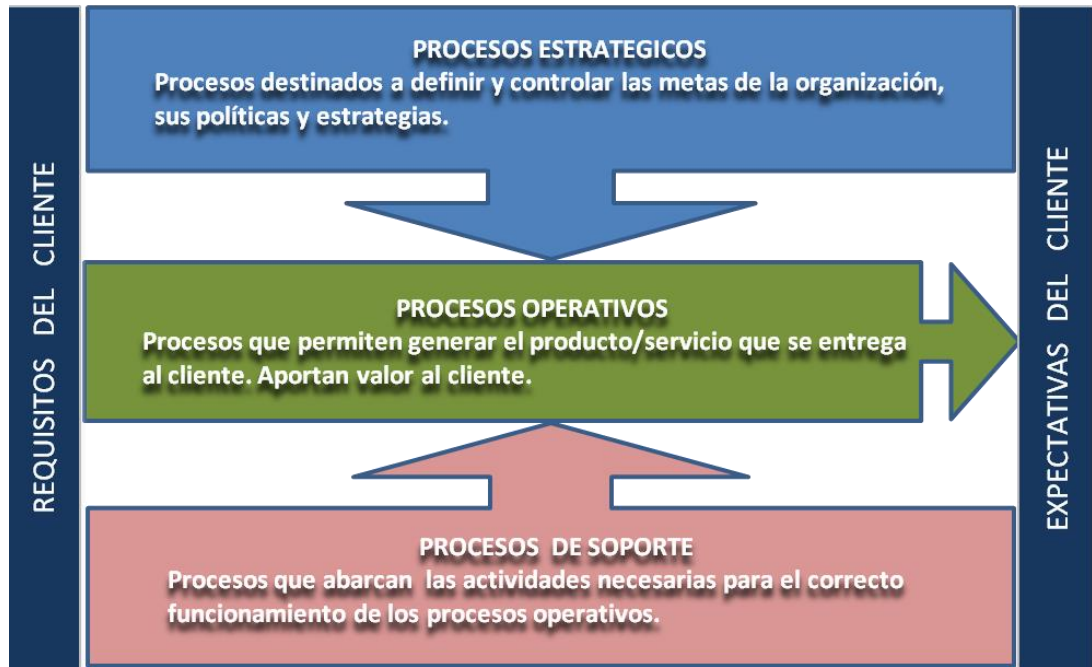 REQUISITOS DEL CLIENTE
PROCESOS ESTRATEGICOS
Procesos destinados a definir y controlar las metas de la organización,
sus políticas y estrategias.
PROCESOS OPERATIVOS
Procesos que permiten generar el producto/servicio que se entrega
al cliente. Aportan valor al cliente.
PROCESOS DE SOPORTE
Procesos que abarcan las actividades necesarias para el correcto
funcionamiento de los procesos operativos.
EXPECTATIVAS DEL CLIENTE